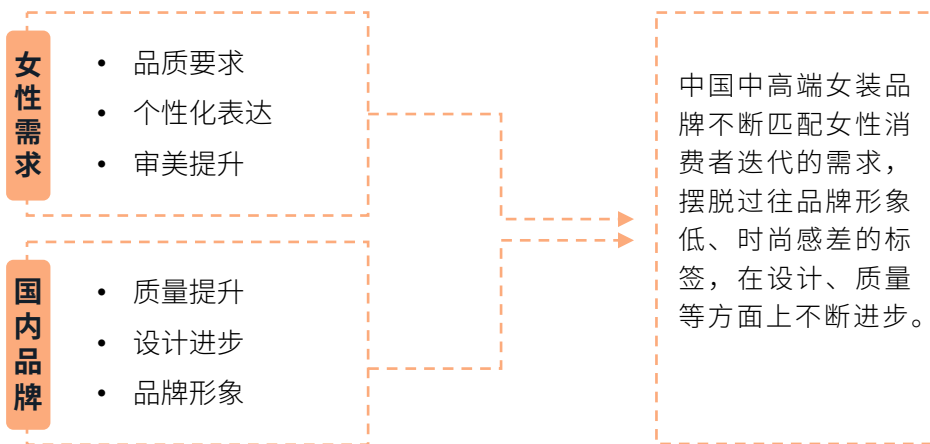 女性需求
• 品质要求
• 个性化表达
• 审美提升
国内品牌
• 质量提升
• 设计进步
• 品牌形象
中国中高端女装品
牌不断匹配女性消
费者迭代的需求，
摆脱过往品牌形象
低、时尚感差的标
签，在设计、质量
等方面上不断进步。